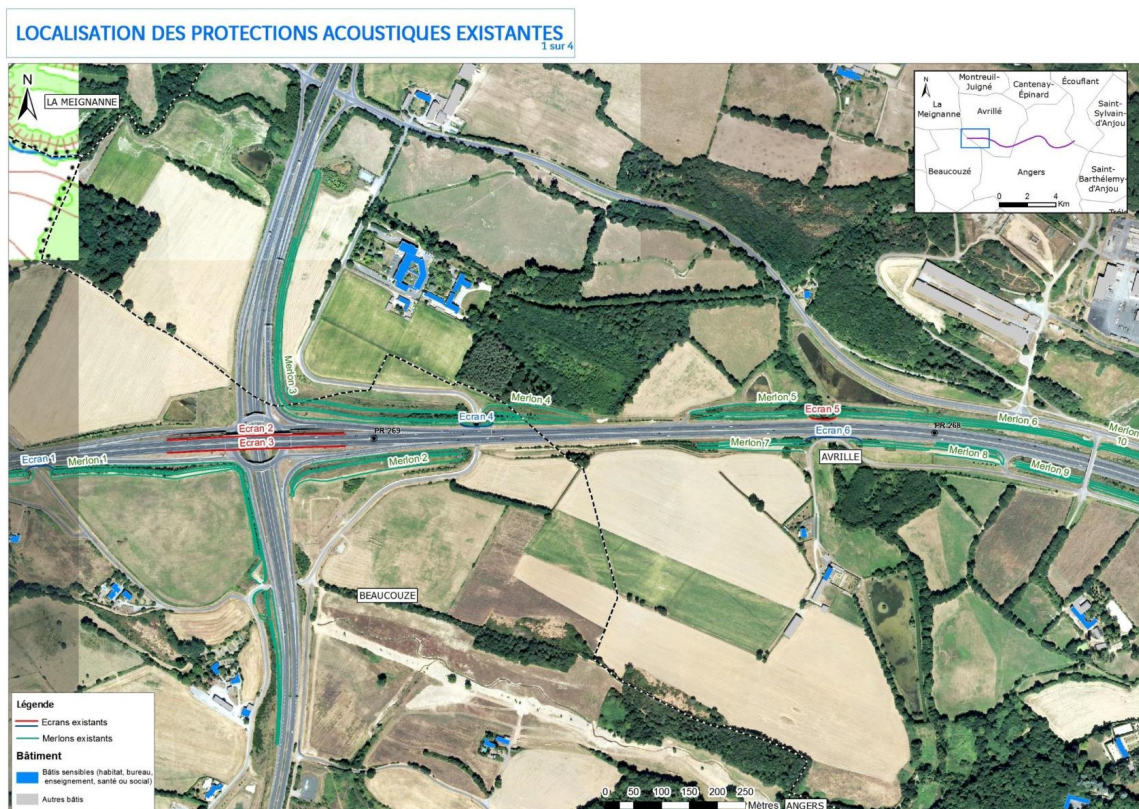 LOCALISATION DES PROTECTIONS ACOUSTIQUES EXISTANTES
1 sur 4
N
LA MEIGNANNE
N
Montreuil-
Juigné
Cantenay-
Épinard
Écouflant
La
Meignanne
Avrillé
Saint-
Sylvain-
d'Anjou
Beaucouzé
Angers
Saint-
Barthélemy-
d'Anjou
0 2 4
Km
Merlon 3
Merlon 4
Merlon 5
Ecran 4
Ecran 5
Merlon 6
Merlon
10
Ecran 2
Ecran 3
PR 269
Ecran 6
PR 268
Ecran 1
Merlon 1
Merlon 2
Merlon 7
AVRILLE
Merlon 8
Merlon 9
BEAUCOUZE
Légende
Ecrans existants
Merlons existants
Bâtiment
Bâtis sensibles (habitat, bureau,
enseignement, santé ou social)
Autres bâtis
0 50 100 150 200 250
Mètres
ANGERS